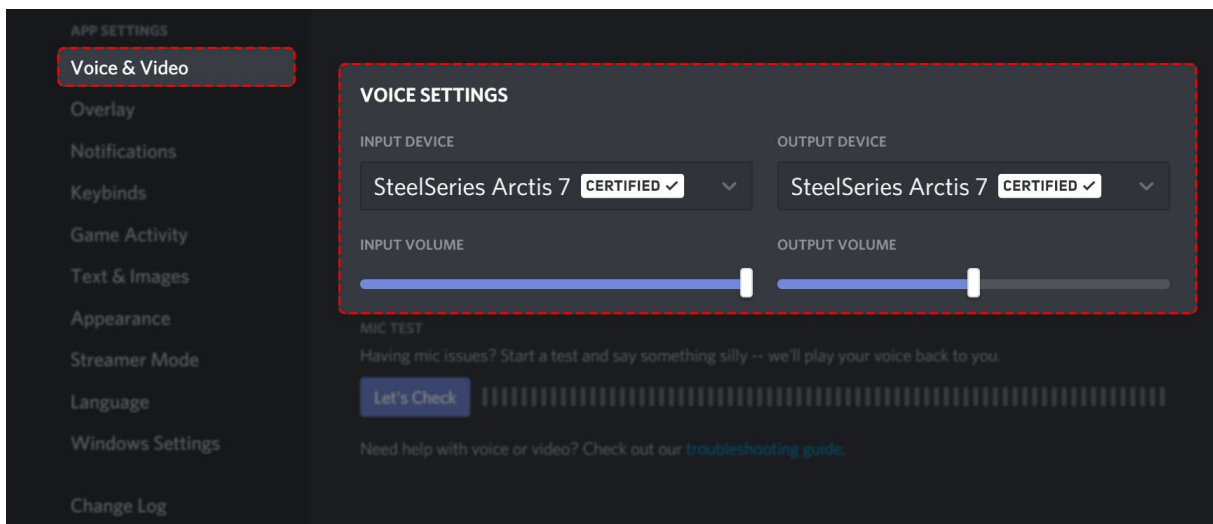 APP SETTINGS
Voice & Video
Overlay
Notifications
Keybinds
Game Activity
Text & Images
Appearance
Streamer Mode
Language
Windows Settings
Change Log
VOICE SETTINGS
INPUT DEVICE
SteelSeries Arctis 7 CERTIFIED ✓
INPUT VOLUME
OUTPUT DEVICE
SteelSeries Arctis 7 CERTIFIED ✓
OUTPUT VOLUME
MIC TEST
Having mic issues? Start a test and say something silly -- we'll play your voice back to you.
Let's Check
Need help with voice or video? Check out our troubleshooting guide.